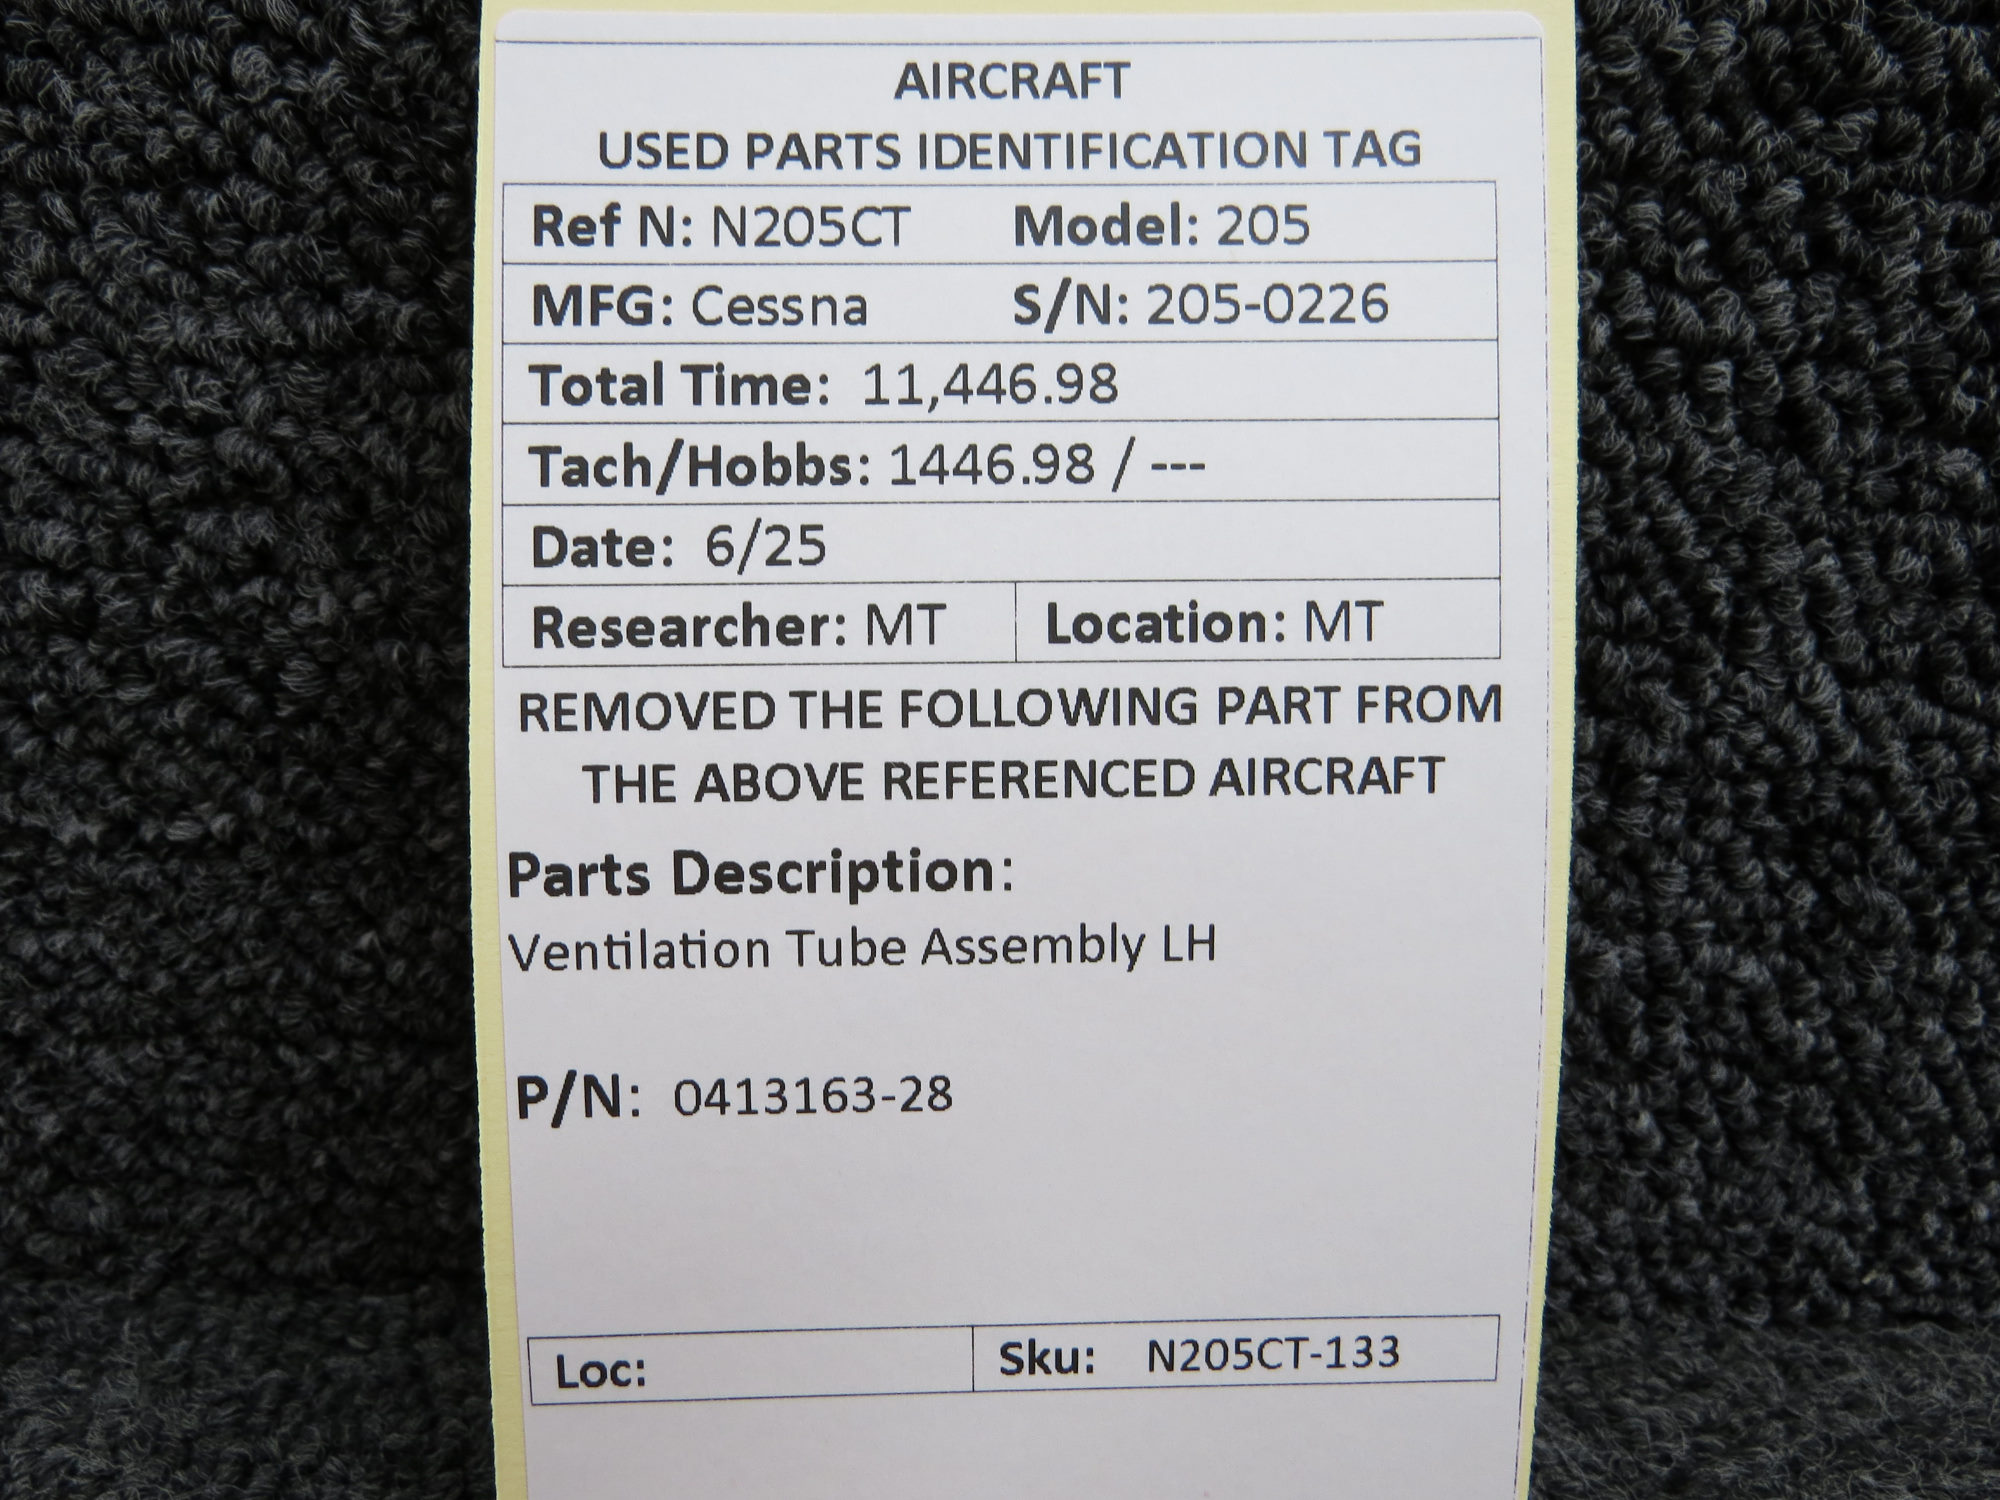 AIRCRAFT
USED PARTS IDENTIFICATION TAG
Ref N: N205CT Model: 205
MFG: Cessna S/N: 205-0226
Total Time: 11,446.98
Tach/Hobbs: 1446.98 / ---
Date: 6/25
Researcher: MT Location: MT
REMOVED THE FOLLOWING PART FROM
THE ABOVE REFERENCED AIRCRAFT
Parts Description:
Ventilation Tube Assembly LH
P/N: 0413163-28
Loc: Sku: N205CT-133